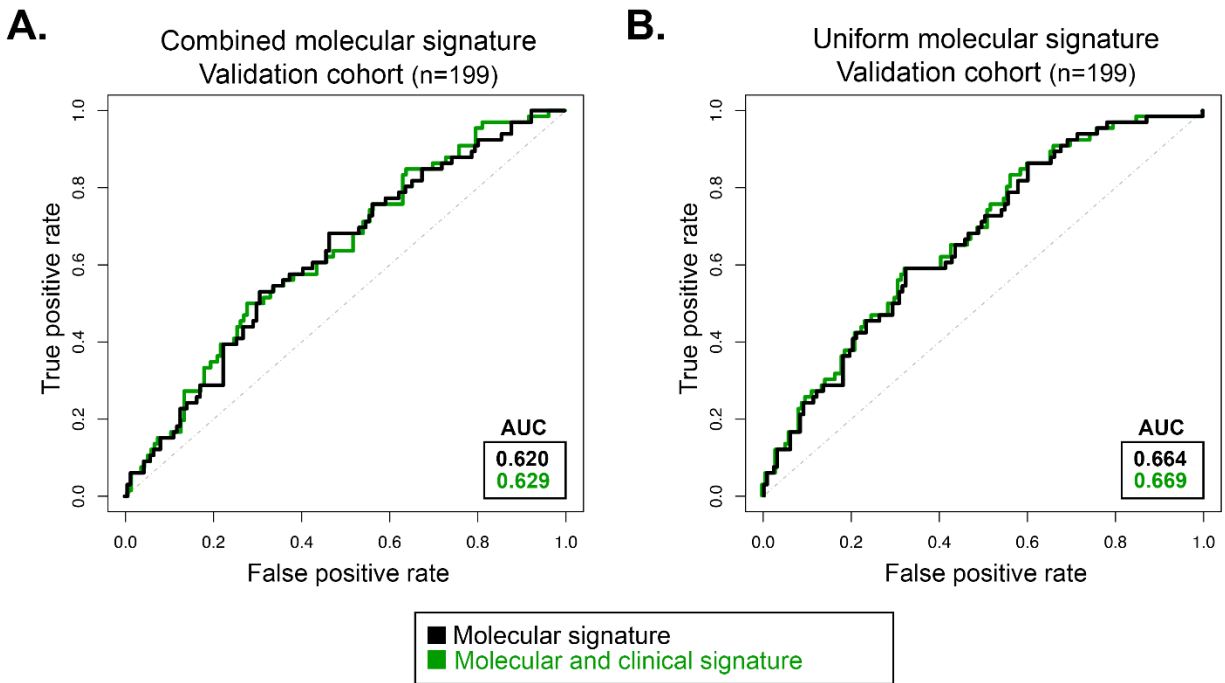 A.
Combined molecular signature
Validation cohort (n=199)
True positive rate
1.0
0.8
0.6
0.4
0.2
0.0
AUC
0.620
0.629
0.0 0.2 0.4 0.6 0.8 1.0
False positive rate
B.
Uniform molecular signature
Validation cohort (n=199)
True positive rate
1.0
0.8
0.6
0.4
0.2
0.0
AUC
0.664
0.669
0.0 0.2 0.4 0.6 0.8 1.0
False positive rate
Molecular signature
Molecular and clinical signature